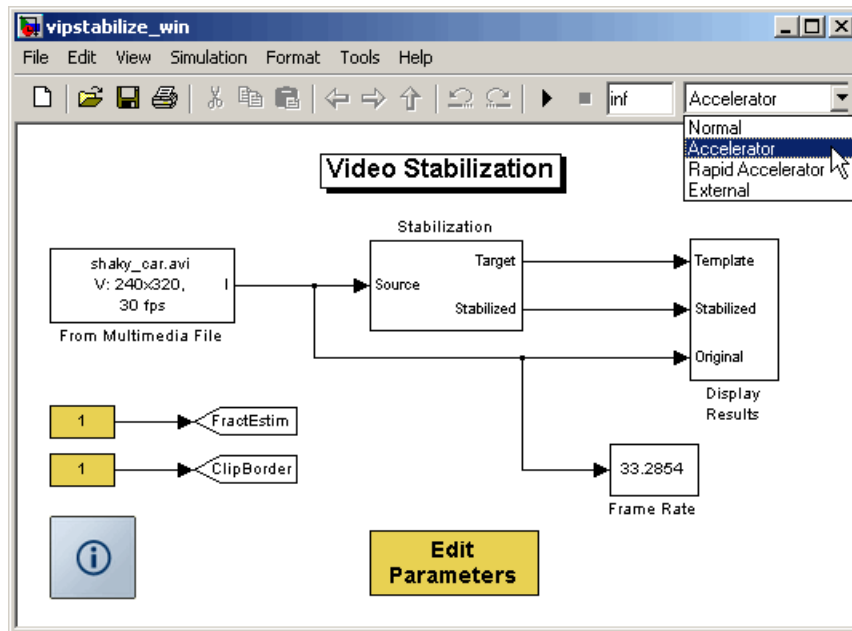 vipstabilize_win
File Edit View Simulation Format Tools Help
inf
Accelerator
Normal
Accelerator
Rapid Accelerator
External
Video Stabilization
Stabilization
shaky_car.avi
V: 240x320,
30 fps
I
From Multimedia File
Source
Target
Stabilized
Template
Stabilized
Original
Display
Results
1
FractEstim
1
ClipBorder
33.2854
Frame Rate
i
Edit
Parameters